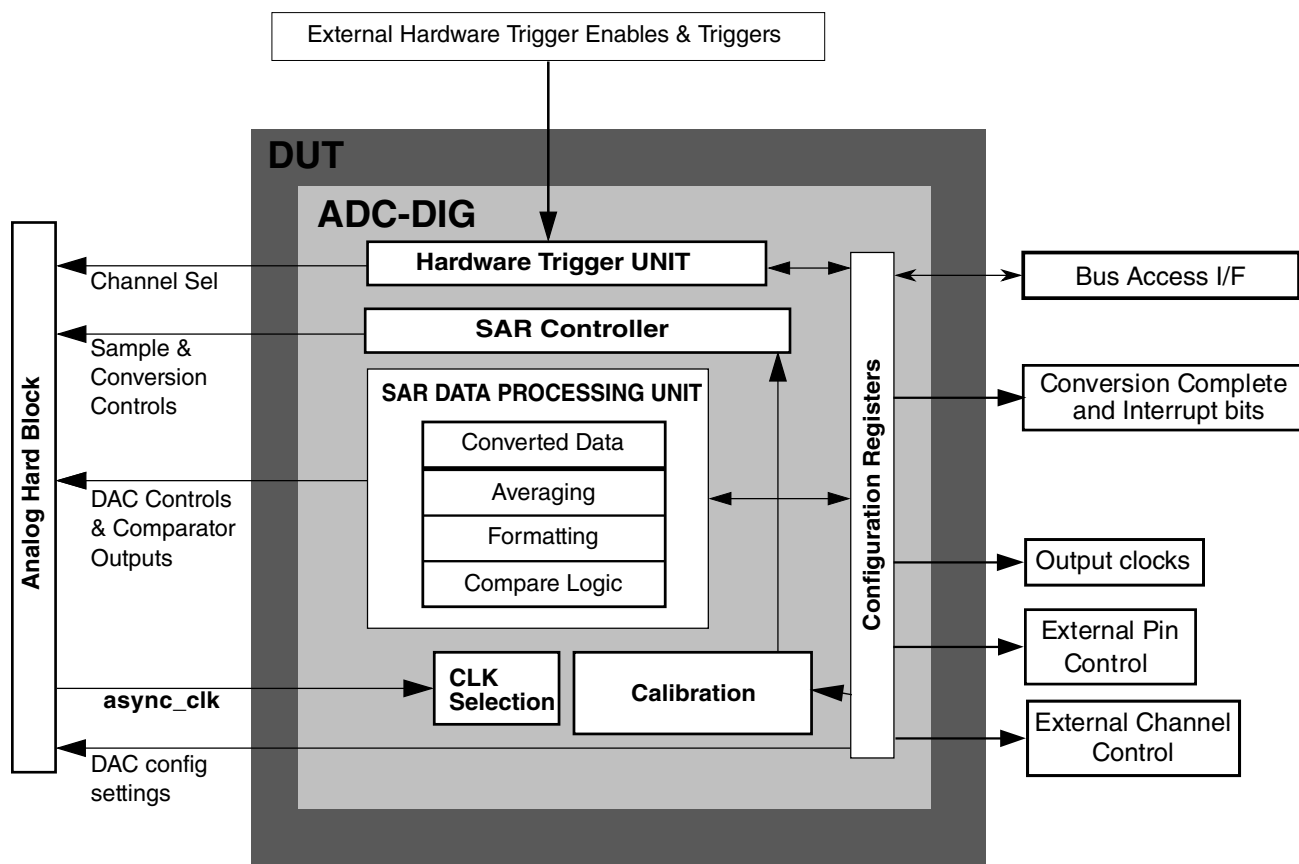 External Hardware Trigger Enables & Triggers
DUT
ADC-DIG
Hardware Trigger UNIT
Channel Sel
SAR Controller
Sample &
Conversion
Controls
SAR DATA PROCESSING UNIT
Converted Data
Averaging
Formatting
Compare Logic
DAC Controls
& Comparator
Outputs
Analog Hard Block
async_clk
CLK
Selection
Calibration
DAC config
settings
Configuration Registers
Bus Access I/F
Conversion Complete
and Interrupt bits
Output clocks
External Pin
Control
External Channel
Control